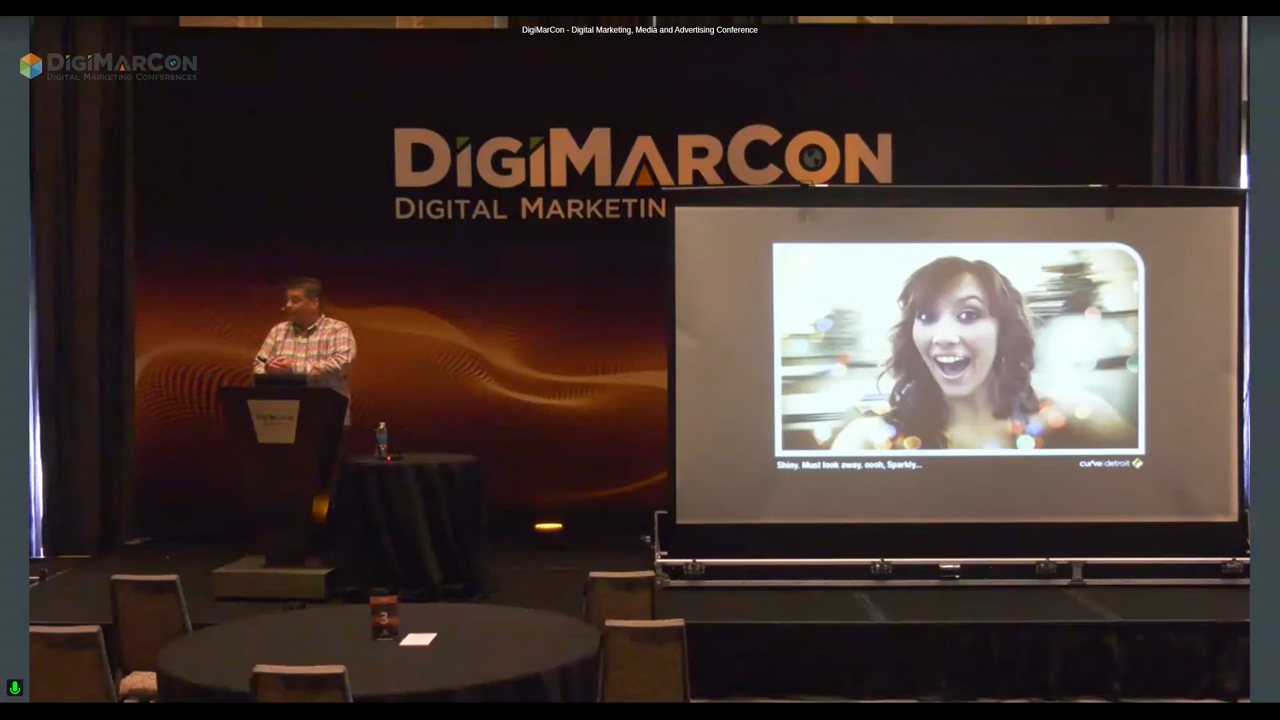 DigiMarCon - Digital Marketing, Media and Advertising Conference
DIGIMARCON
DIGITAL MARKETING CONFERENCES
DIGIMARCON
DIGITAL MARKETIN
Shiny. Must look away, oooh, Sparkly...
curve detroit
3